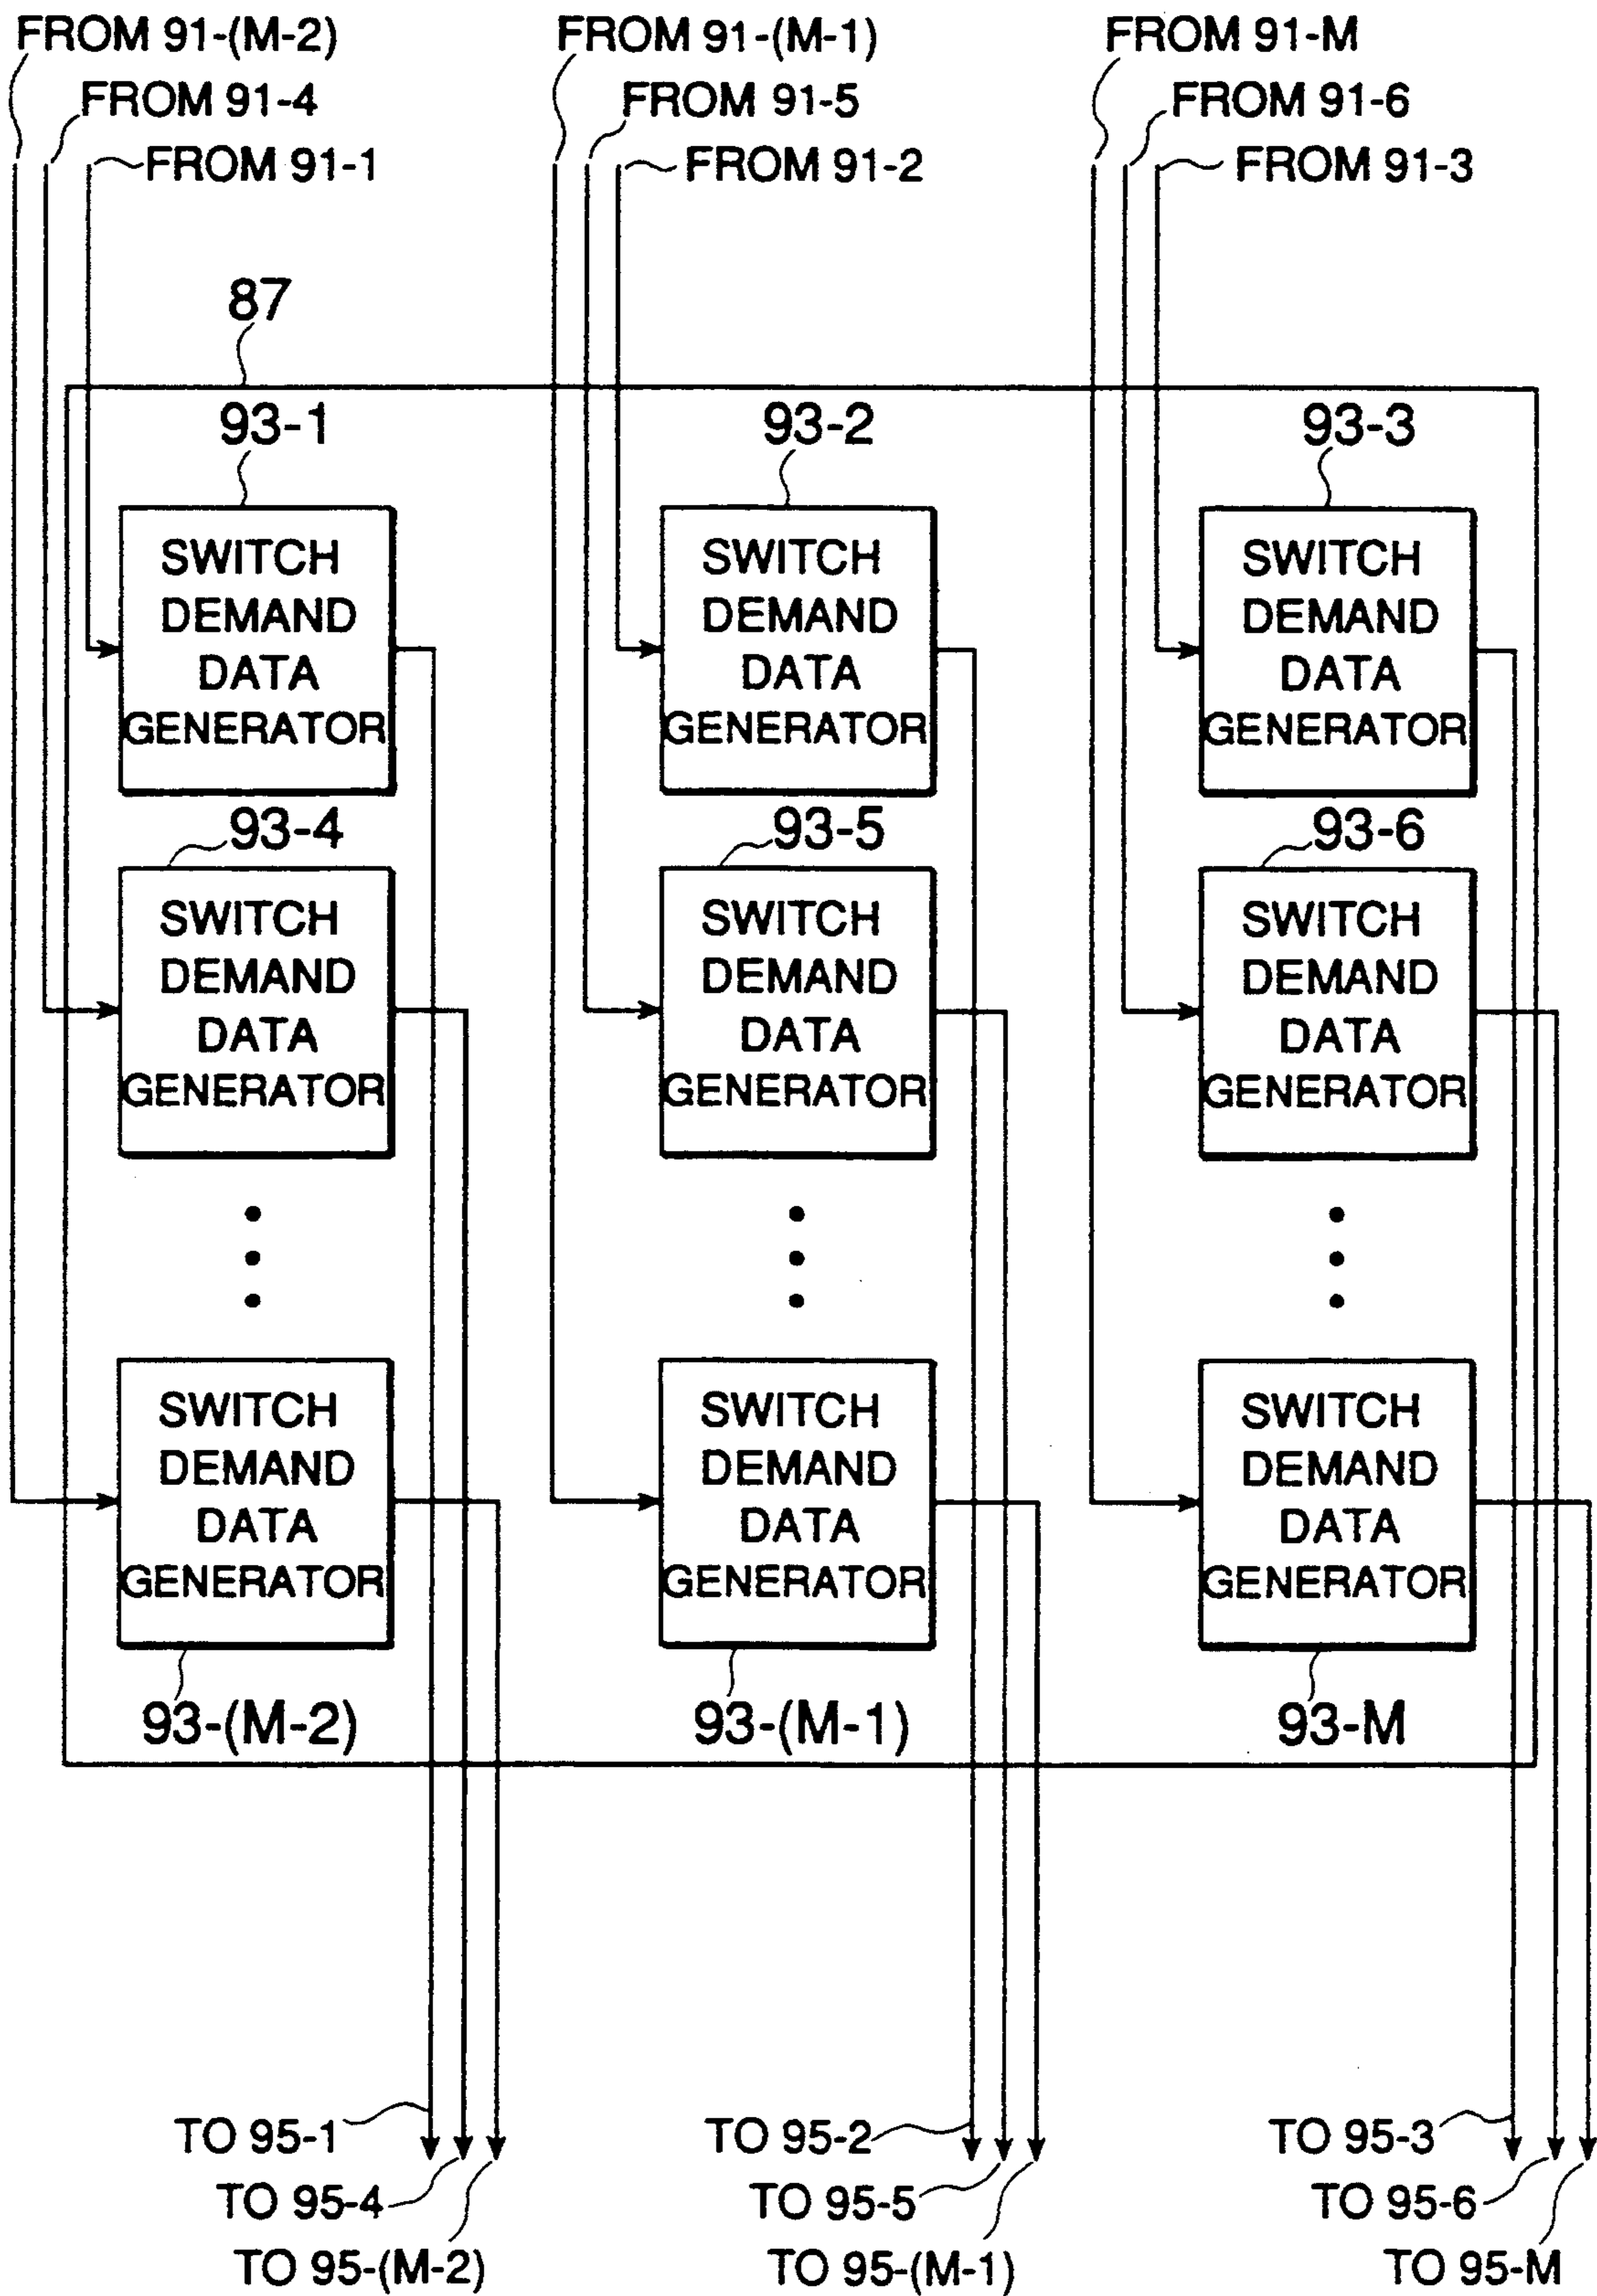 FROM 91-(M-2) FROM 91-(M-1) FROM 91-M
FROM 91-4 FROM 91-5 FROM 91-6
FROM 91-1 FROM 91-2 FROM 91-3
87
93-1 93-2 93-3
SWITCH SWITCH SWITCH
DEMAND DEMAND DEMAND
DATA DATA DATA
GENERATOR GENERATOR GENERATOR
93-4 93-5 93-6
SWITCH SWITCH SWITCH
DEMAND DEMAND DEMAND
DATA DATA DATA
GENERATOR GENERATOR GENERATOR
SWITCH SWITCH SWITCH
DEMAND DEMAND DEMAND
DATA DATA DATA
GENERATOR GENERATOR GENERATOR
93-(M-2) 93-(M-1) 93-M
TO 95-1 TO 95-2 TO 95-3
TO 95-4 TO 95-5 TO 95-6
TO 95-(M-2) TO 95-(M-1) TO 95-M